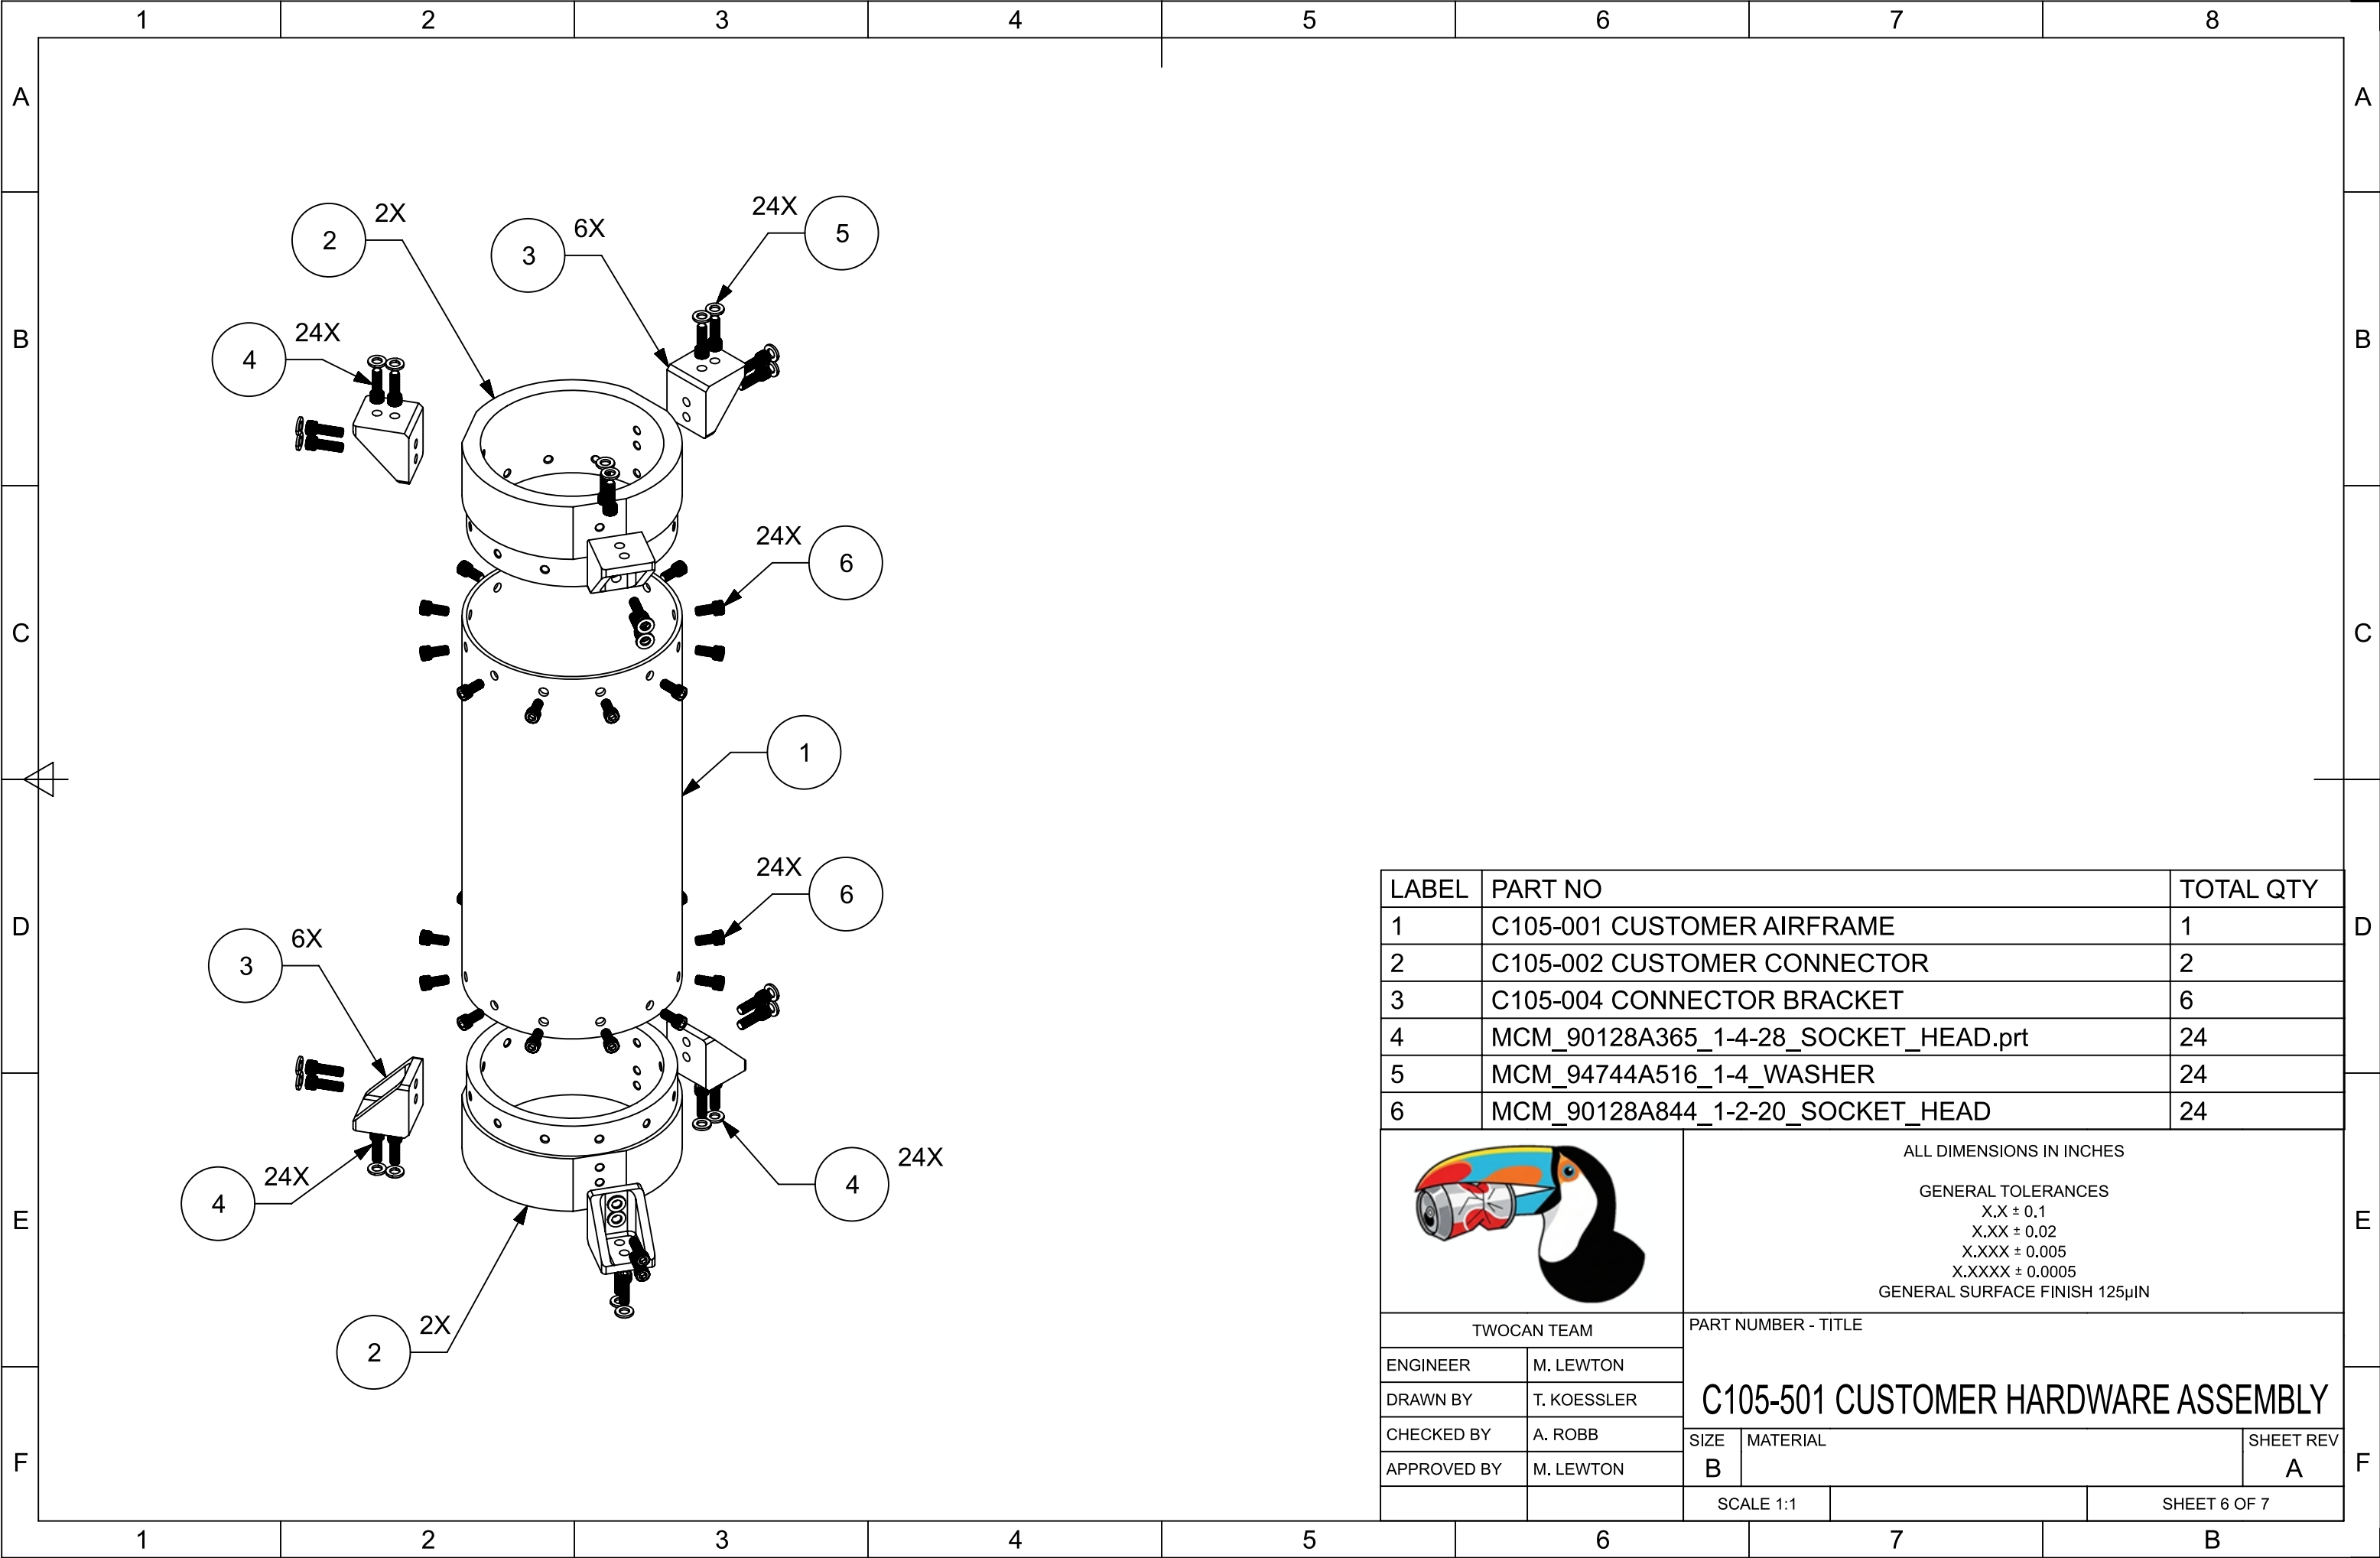 1 2 3 4 5 6 7 8
A A
2X
2
6X
3
24X
5
B B
24X
4
24X
6
C C
1
24X
6
D D
6X
3
24X
4
24X
4
E E
2X
2
F F
LABEL PART NO TOTAL QTY
1 C105-001 CUSTOMER AIRFRAME 1
2 C105-002 CUSTOMER CONNECTOR 2
3 C105-004 CONNECTOR BRACKET 6
4 MCM_90128A365_1-4-28_SOCKET_HEAD.prt 24
5 MCM_94744A516_1-4_WASHER 24
6 MCM_90128A844_1-2-20_SOCKET_HEAD 24
ALL DIMENSIONS IN INCHES
GENERAL TOLERANCES
X.X ± 0.1
X.XX ± 0.02
X.XXX ± 0.005
X.XXXX ± 0.0005
GENERAL SURFACE FINISH 125µIN
TWOCAN TEAM
ENGINEER M. LEWTON
DRAWN BY T. KOESSLER
CHECKED BY A. ROBB
APPROVED BY M. LEWTON
PART NUMBER - TITLE
C105-501 CUSTOMER HARDWARE ASSEMBLY
SIZE MATERIAL SHEET REV
B A
SCALE 1:1 SHEET 6 OF 7
1 2 3 4 5 6 7 B